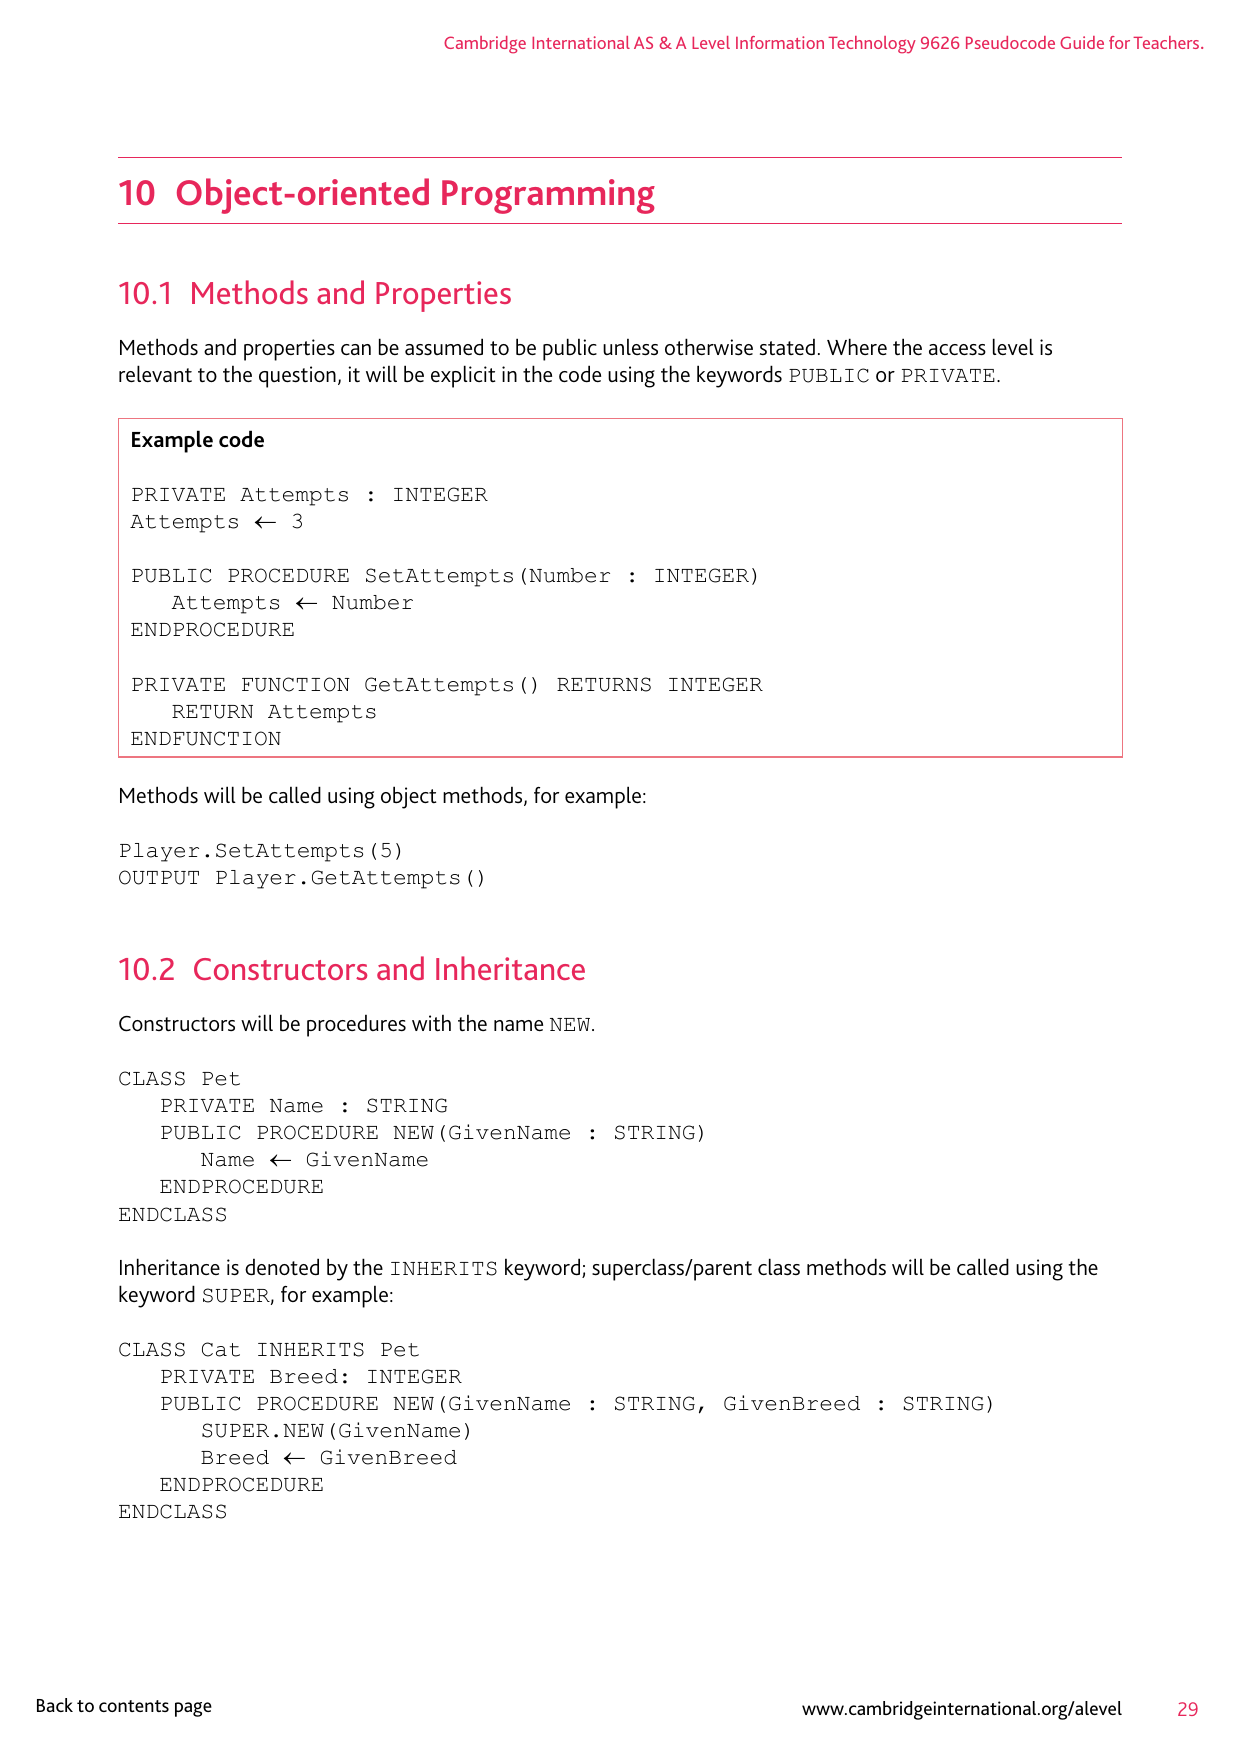 Cambridge International AS & A Level Information Technology 9626 Pseudocode Guide for Teachers.
10 Object-oriented Programming
10.1 Methods and Properties
Methods and properties can be assumed to be public unless otherwise stated. Where the access level is
relevant to the question, it will be explicit in the code using the keywords PUBLIC or PRIVATE.
Example code
PRIVATE Attempts : INTEGER
Attempts ← 3
PUBLIC PROCEDURE SetAttempts(Number : INTEGER)
Attempts ← Number
ENDPROCEDURE
PRIVATE FUNCTION GetAttempts() RETURNS INTEGER
RETURN Attempts
ENDFUNCTION
Methods will be called using object methods, for example:
Player.SetAttempts(5)
OUTPUT Player.GetAttempts()
10.2 Constructors and Inheritance
Constructors will be procedures with the name NEW.
CLASS Pet
PRIVATE Name : STRING
PUBLIC PROCEDURE NEW(GivenName : STRING)
Name ← GivenName
ENDPROCEDURE
ENDCLASS
Inheritance is denoted by the INHERITS keyword; superclass/parent class methods will be called using the
keyword SUPER, for example:
CLASS Cat INHERITS Pet
PRIVATE Breed: INTEGER
PUBLIC PROCEDURE NEW(GivenName : STRING, GivenBreed : STRING)
SUPER.NEW(GivenName)
Breed ← GivenBreed
ENDPROCEDURE
ENDCLASS
Back to contents page
www.cambridgeinternational.org/alevel 29